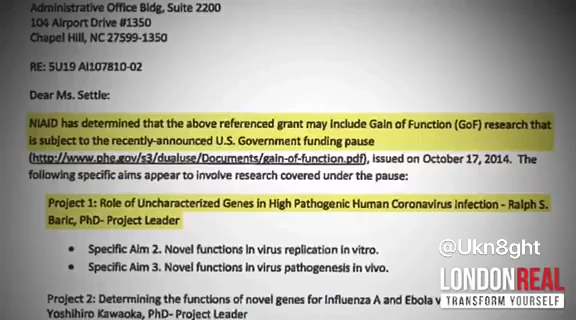 Administrative Office Bldg, Suite 2200
104 Airport Drive #1350
Chapel Hill, NC 27599-1350
RE: 5U19 AI107810-02
Dear Ms. Settle:
NIAID has determined that the above referenced grant may include Gain of Function (GoF) research that
is subject to the recently-announced U.S. Government funding pause
(http://www.phe.gov/s3/dualuse/Documents/gain-of-function.pdf), issued on October 17, 2014. The
following specific aims appear to involve research covered under the pause:
Project 1: Role of Uncharacterized Genes in High Pathogenic Human Coronavirus infection - Ralph S.
Baric, PhD- Project Leader
• Specific Aim 2. Novel functions in virus replication in vitro.
• Specific Aim 3. Novel functions in virus pathogenesis in vivo.
@Ukn8ght
LONDONREAL
TRANSFORM YOURSELF
Project 2: Determining the functions of novel genes for Influenza A and Ebola
Yoshihiro Kawaoka, PhD- Project Leader